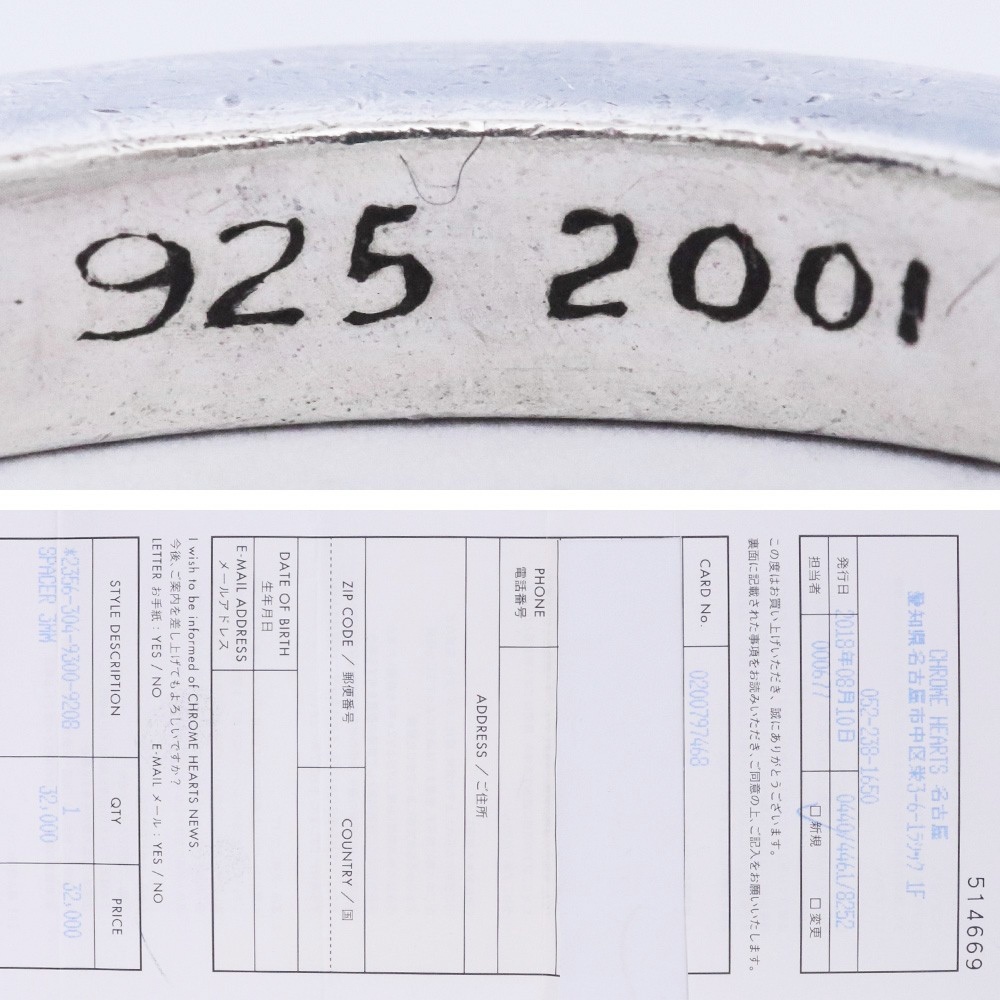 925 2001
514669
CHROME HEARTS 名古屋
愛知県名古屋市中区栄3-6-1ラシック 1F
052-238-1650
発行日 2018年08月10日 0440/4461/8252
担当者 000677 □新規 □変更
この度はお買い上げいただき、誠にありがとうございます。
裏面に記載された事項をお読みいただき、ご同意の上、ご記入をお願いいたします。
CARD No. 0200797468
PHONE
電話番号
ADDRESS / ご住所
ZIP CODE / 郵便番号 COUNTRY / 国
DATE OF BIRTH
生年月日
E-MAIL ADDRESS
メールアドレス
I wish to be informed of CHROME HEARTS NEWS.
今後、ご案内を差し上げてもよろしいですか？
LETTER お手紙 : YES / NO E-MAIL メール : YES / NO
STYLE DESCRIPTION QTY PRICE
*2356-304-9300-9208 1 32,000
SPACER 3MM 32,000